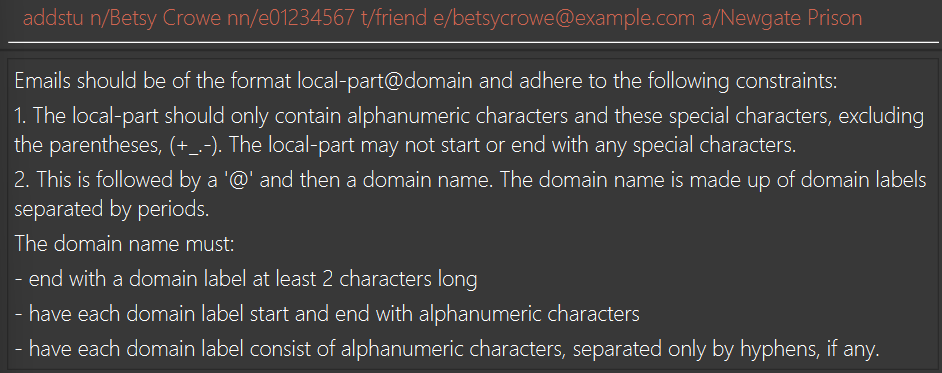 addstu n/Betsy Crowe nn/e01234567 t/friend e/betsycrowe@example.com a/Newgate Prison
Emails should be of the format local-part@domain and adhere to the following constraints:
1. The local-part should only contain alphanumeric characters and these special characters, excluding
the parentheses, (+_.-). The local-part may not start or end with any special characters.
2. This is followed by a '@' and then a domain name. The domain name is made up of domain labels
separated by periods.
The domain name must:
- end with a domain label at least 2 characters long
- have each domain label start and end with alphanumeric characters
- have each domain label consist of alphanumeric characters, separated only by hyphens, if any.